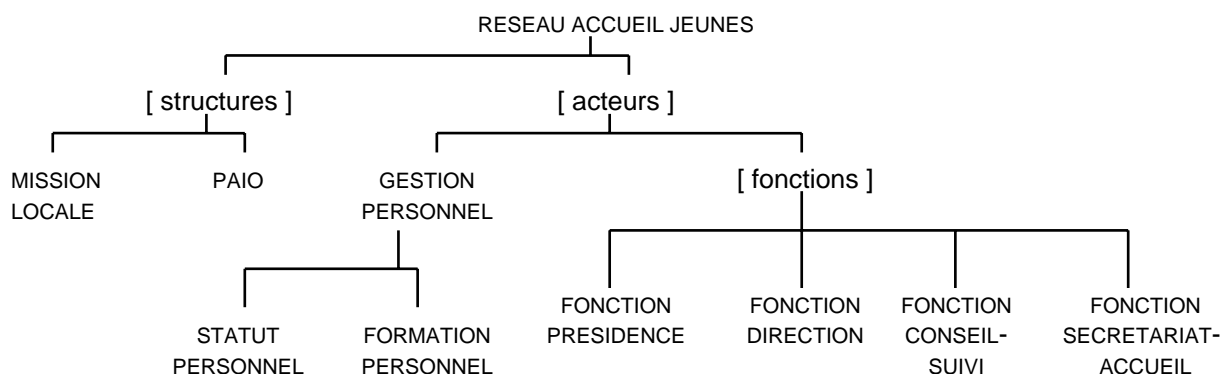 RESEAU ACCUEIL JEUNES
[ structures ]
[ acteurs ]
MISSION
LOCALE
PAIO
GESTION
PERSONNEL
[ fonctions ]
STATUT
PERSONNEL
FORMATION
PERSONNEL
FONCTION
PRESIDENCE
FONCTION
DIRECTION
FONCTION
CONSEIL-
SUIVI
FONCTION
SECRETARIAT-
ACCUEIL